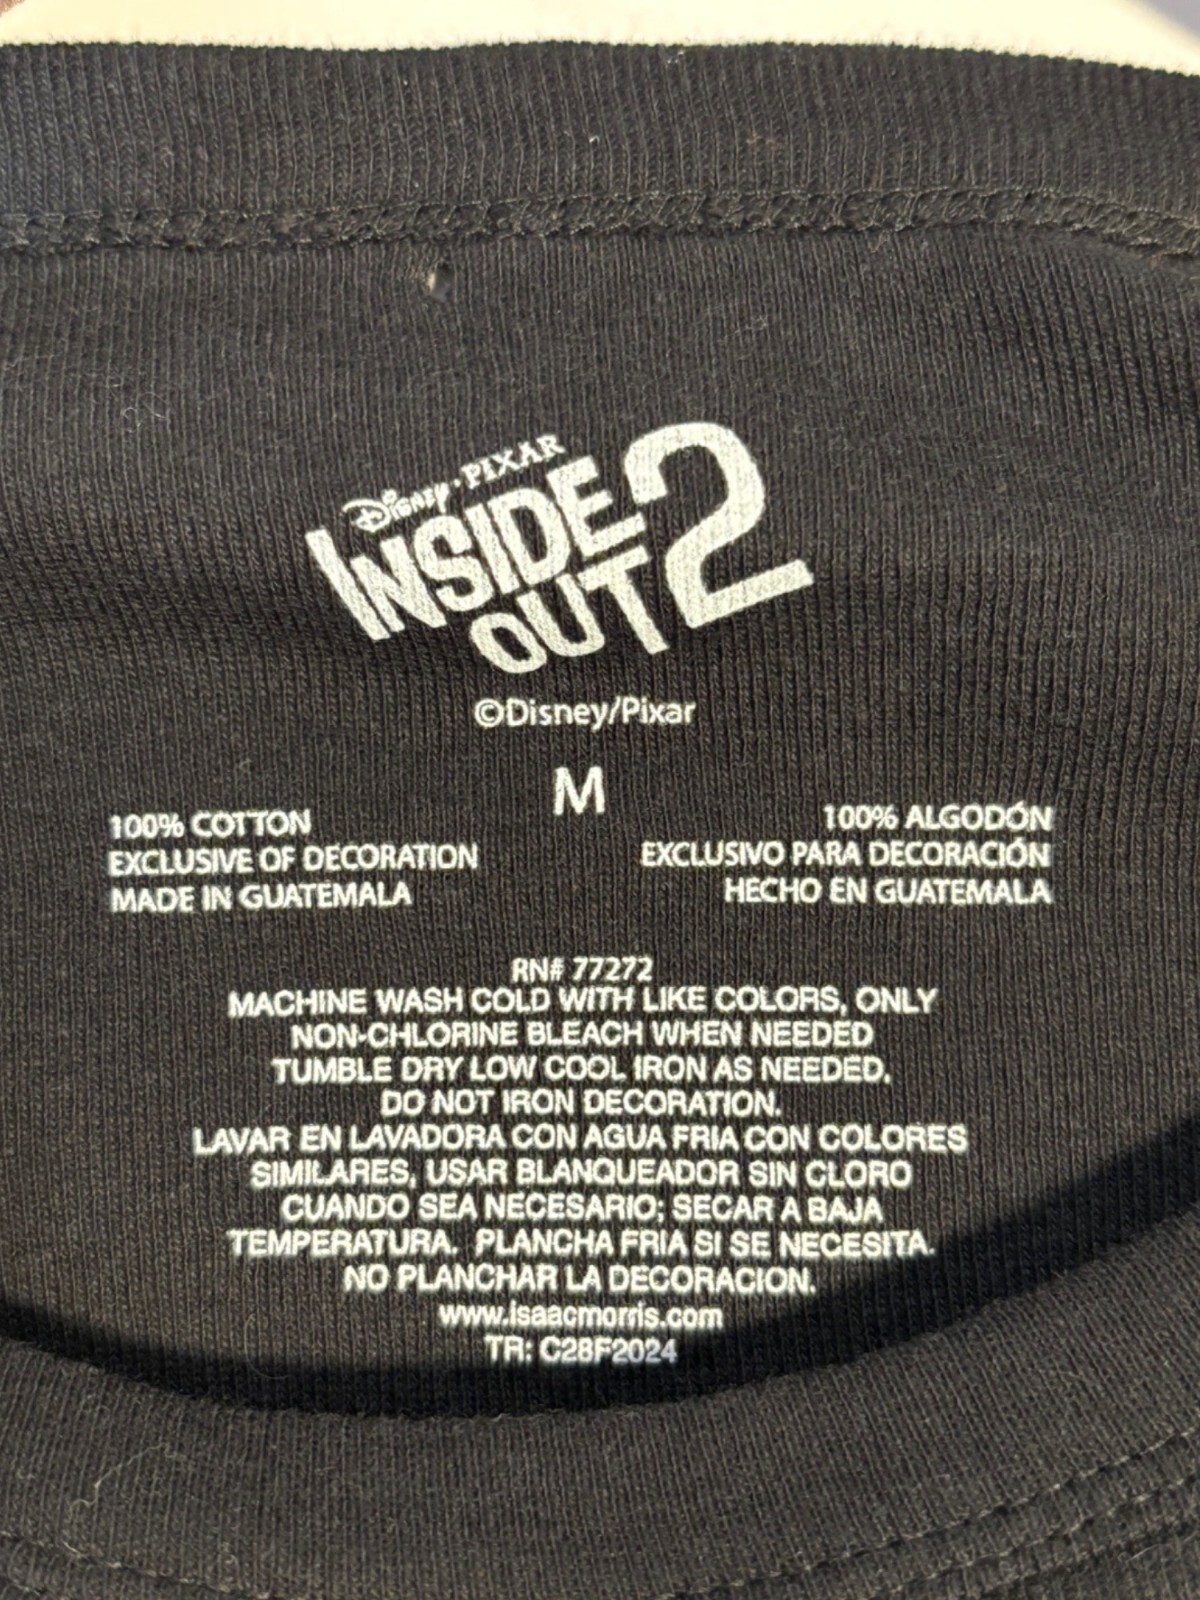 Disney · PIXAR
INSIDE
OUT 2
©Disney/Pixar
M
100% COTTON
EXCLUSIVE OF DECORATION
MADE IN GUATEMALA
100% ALGODÓN
EXCLUSIVO PARA DECORACIÓN
HECHO EN GUATEMALA
RN# 77272
MACHINE WASH COLD WITH LIKE COLORS, ONLY
NON-CHLORINE BLEACH WHEN NEEDED
TUMBLE DRY LOW COOL IRON AS NEEDED.
DO NOT IRON DECORATION.
LAVAR EN LAVADORA CON AGUA FRIA CON COLORES
SIMILARES, USAR BLANQUEADOR SIN CLORO
CUANDO SEA NECESARIO; SECAR A BAJA
TEMPERATURA. PLANCHA FRIA SI SE NECESITA.
NO PLANCHAR LA DECORACION.
www.isaacmorris.com
TR: C28F2024